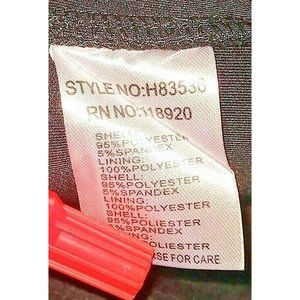 STYLE NO:H83536
RN NO:118920
SHELL:
95%POLYESTER
5%SPANDEX
LINING:
100%POLYESTER
SHELL:
95%POLYESTER
5%SPANDEX
LINING:
100%POLYESTER
SHELL:
95%POLIESTER
5%SPANDEX
POLIESTER
SE FOR CARE